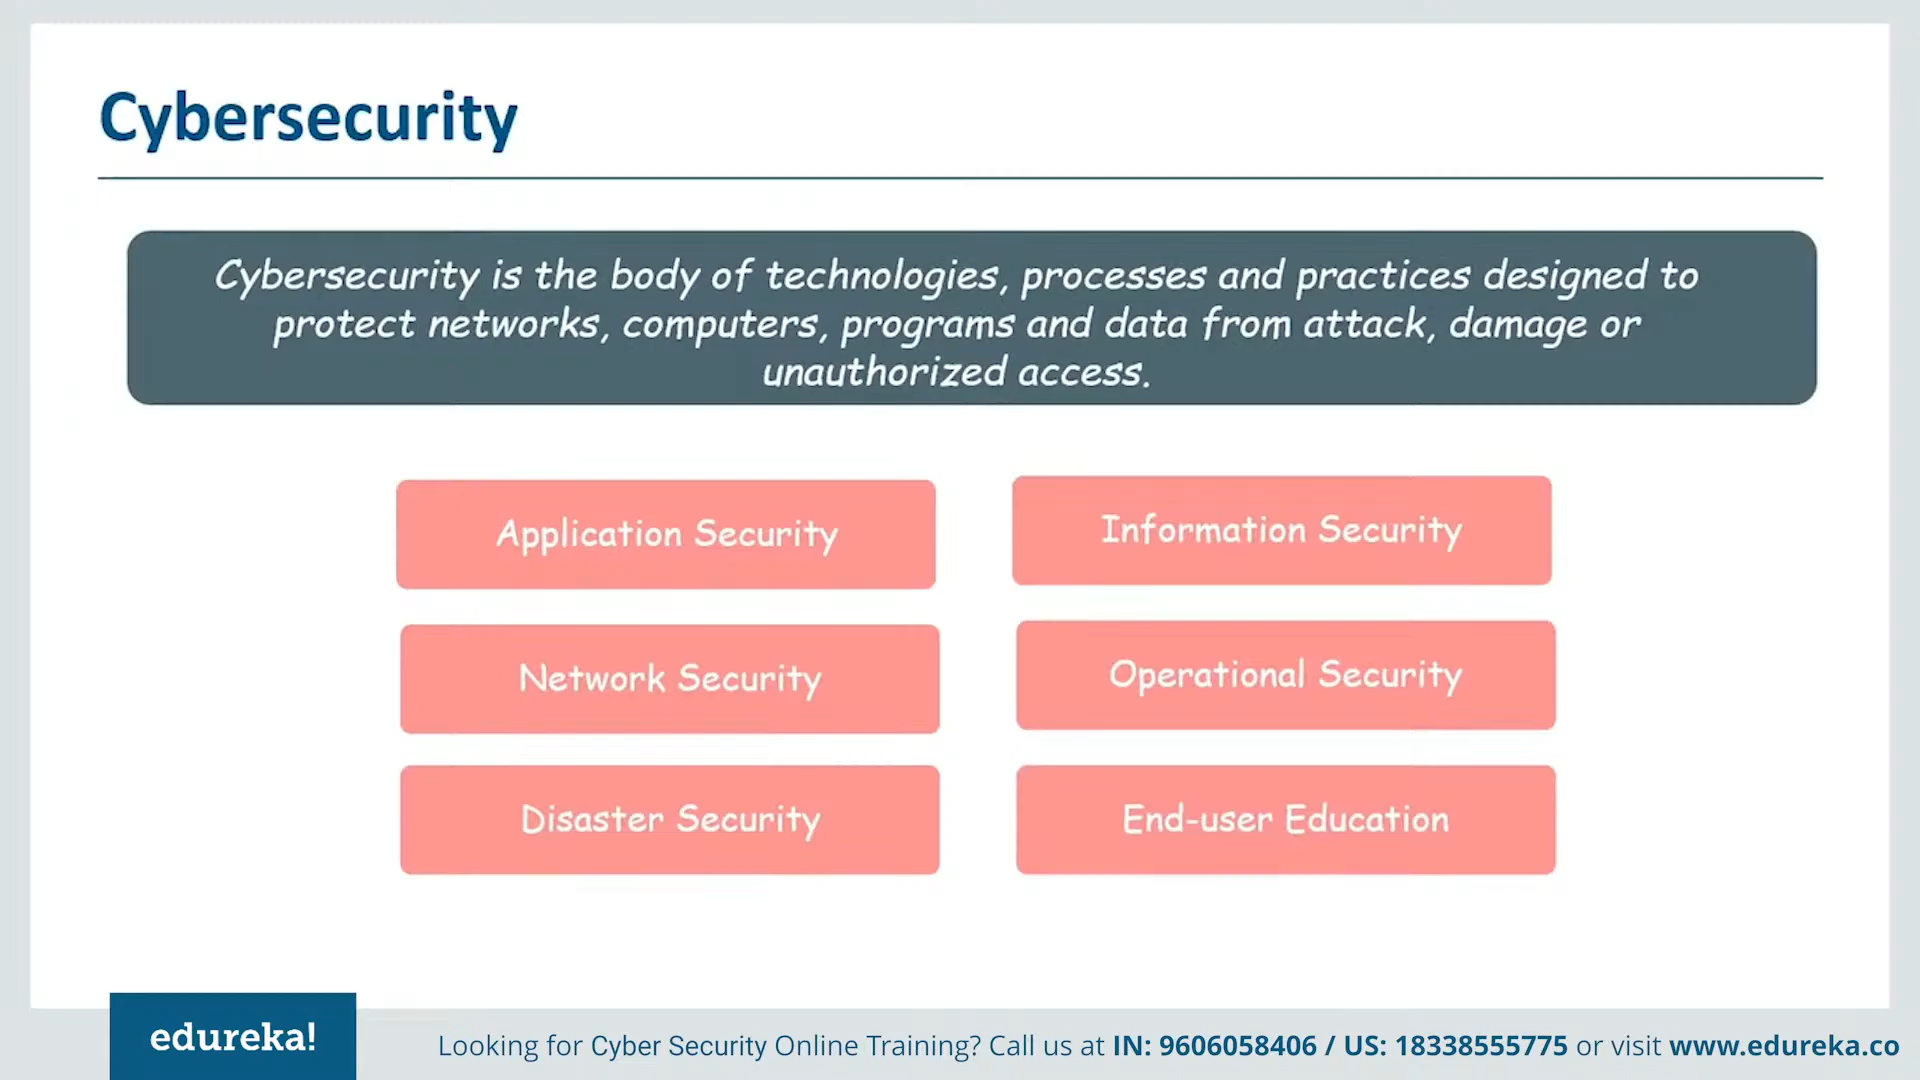 Cybersecurity
Cybersecurity is the body of technologies, processes and practices designed to
protect networks, computers, programs and data from attack, damage or
unauthorized access.
Application Security
Information Security
Network Security
Operational Security
Disaster Security
End-user Education
edureka!
Looking for Cyber Security Online Training? Call us at IN: 9606058406 / US: 18338555775 or visit www.edureka.co